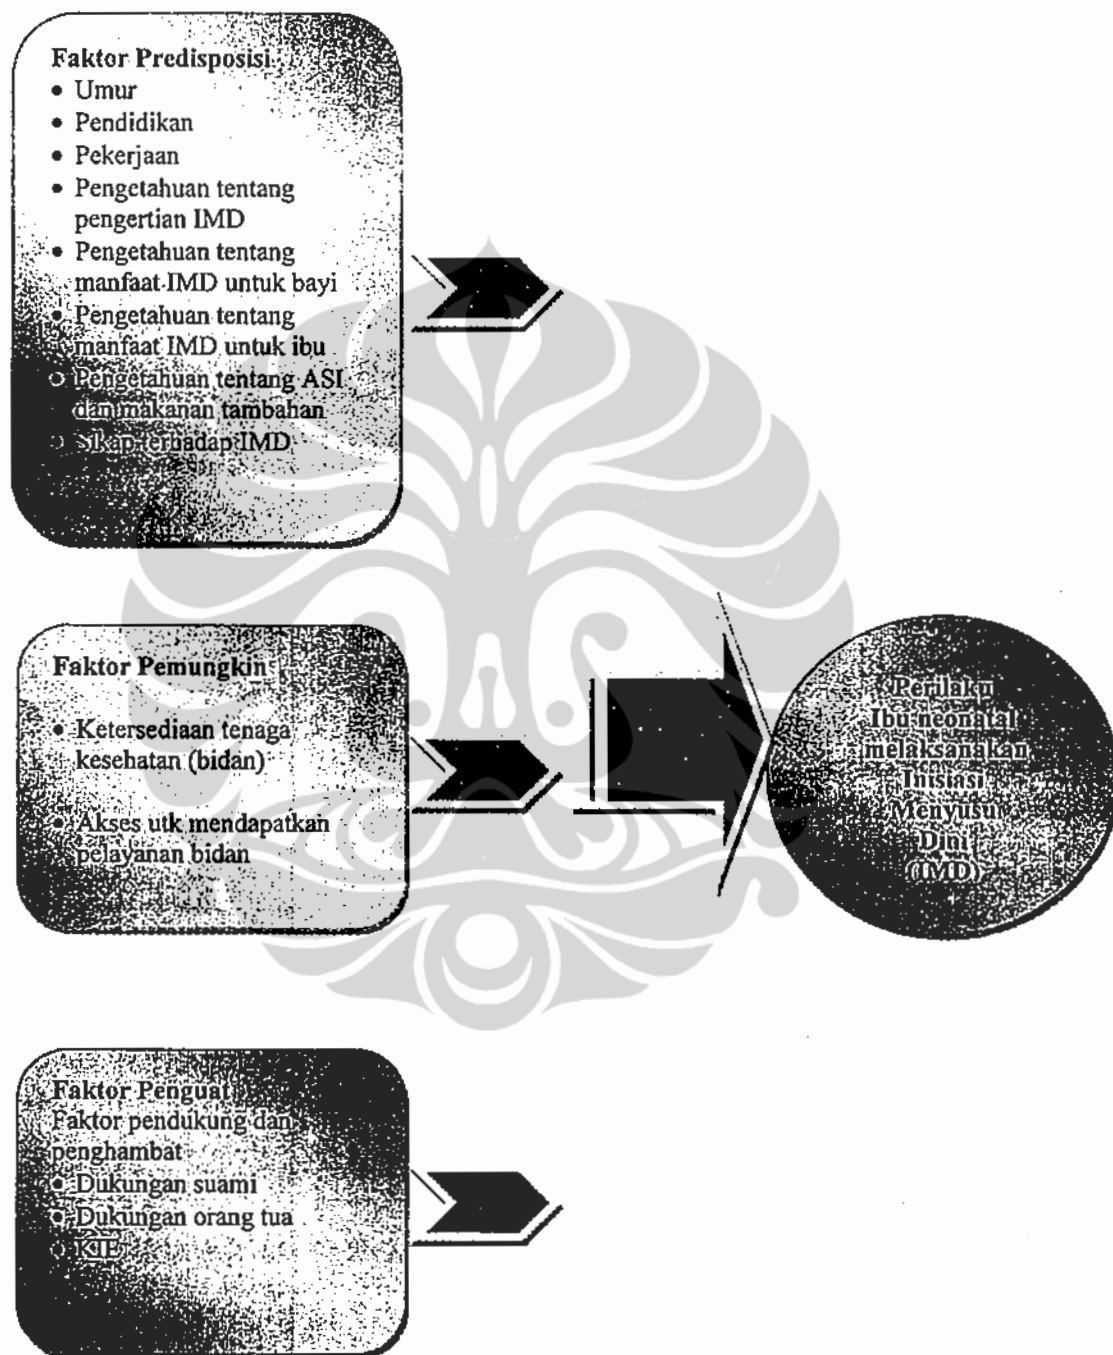 Faktor Predisposisi
• Umur
• Pendidikan
• Pekerjaan
• Pengetahuan tentang
pengertian IMD
• Pengetahuan tentang
manfaat IMD untuk bayi
• Pengetahuan tentang
manfaat IMD untuk ibu
• Pengetahuan tentang ASI
dan makanan tambahan
• Sikap terhadap IMD
Faktor Pemungkin
• Ketersediaan tenaga
kesehatan (bidan)
• Akses utk mendapatkan
pelayanan bidan
Perilaku
Ibu neonatal
melaksanakan
Inisiasi
Menyusu
Dini
(IMD)
Faktor Penguat
Faktor pendukung dan
penghambat
• Dukungan suami
• Dukungan orang tua
• KIE